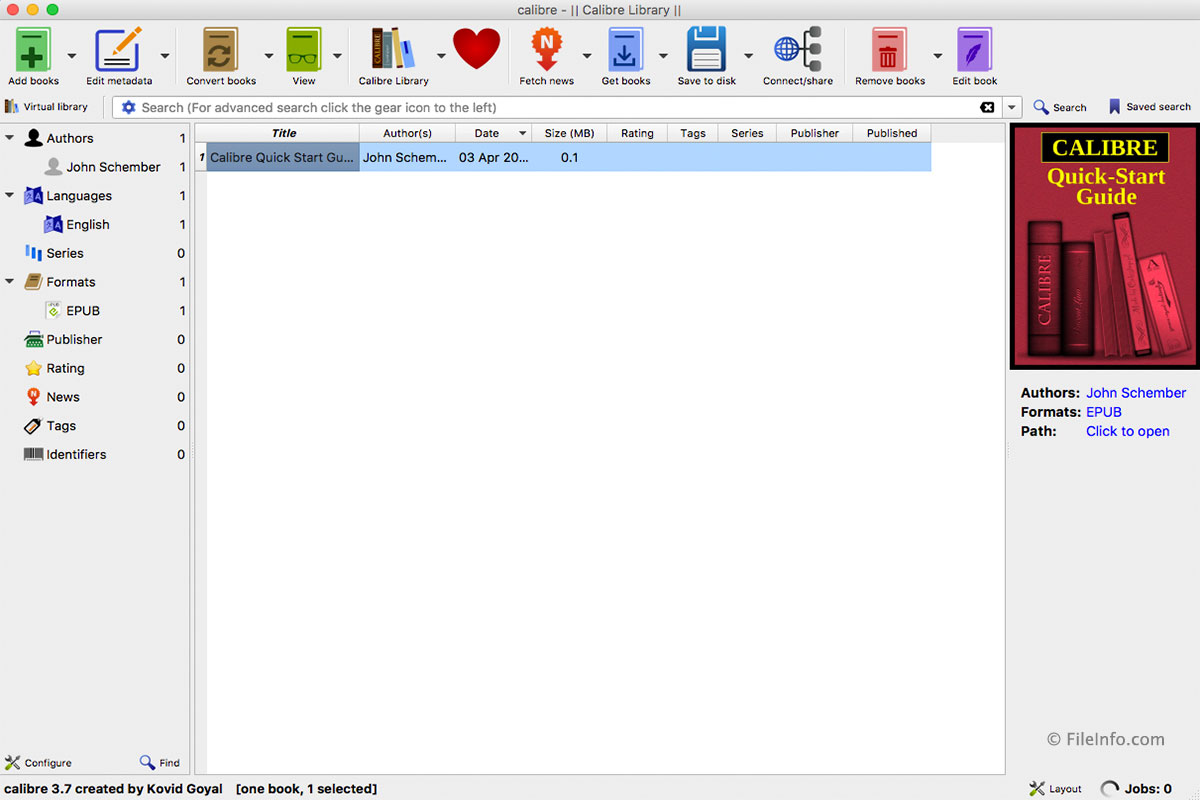 calibre - || Calibre Library ||
Add books
Edit metadata
Convert books
View
Calibre Library
Fetch news
Get books
Save to disk
Connect/share
Remove books
Edit book
Virtual library
Search (For advanced search click the gear icon to the left)
Search
Saved search
Authors 1
John Schember 1
Languages 1
English 1
Series 0
Formats 1
EPUB 1
Publisher 0
Rating 0
News 0
Tags 0
Identifiers 0
Configure
Find
Title Author(s) Date Size (MB) Rating Tags Series Publisher Published
1 Calibre Quick Start Gu... John Schem... 03 Apr 20... 0.1
CALIBRE
Quick-Start
Guide
CALIBRE
Authors: John Schember
Formats: EPUB
Path: Click to open
© FileInfo.com
calibre 3.7 created by Kovid Goyal [one book, 1 selected]
Layout
Jobs: 0